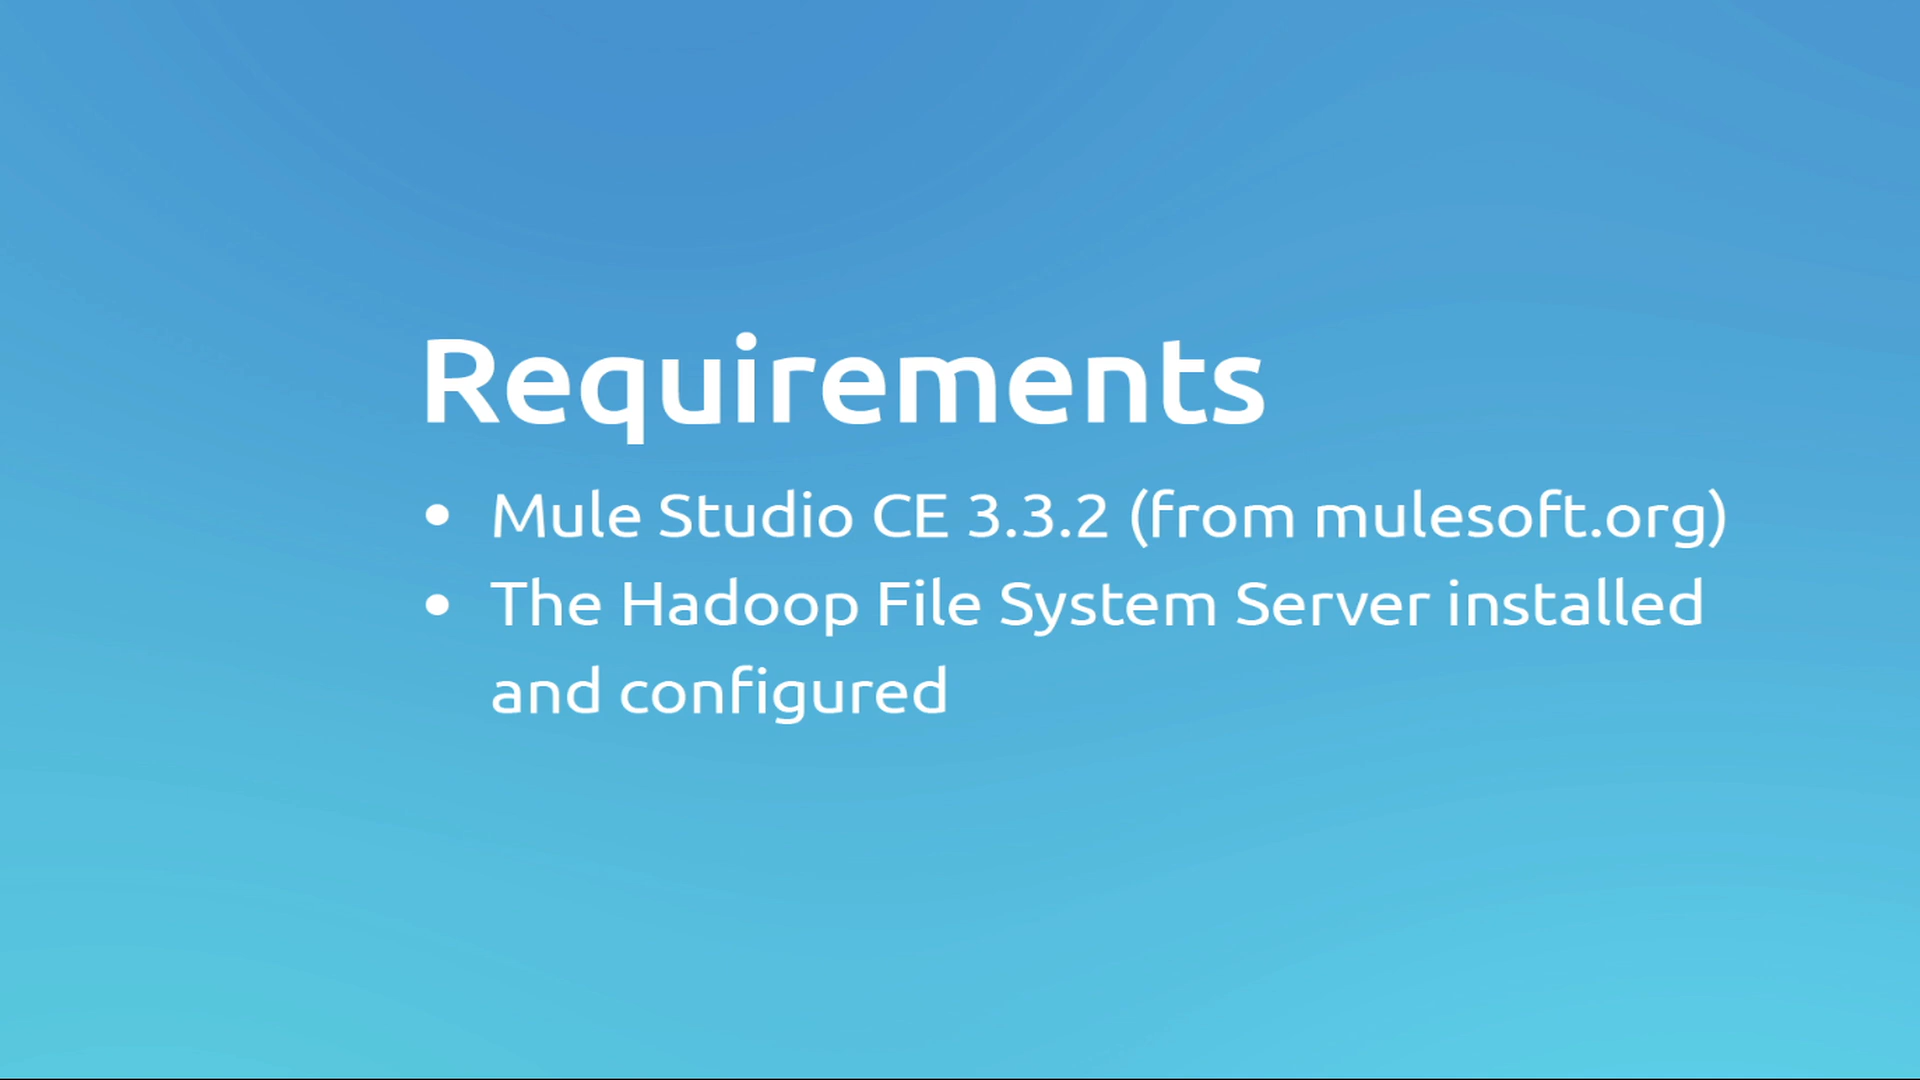 Requirements
• Mule Studio CE 3.3.2 (from mulesoft.org)
• The Hadoop File System Server installed
and configured